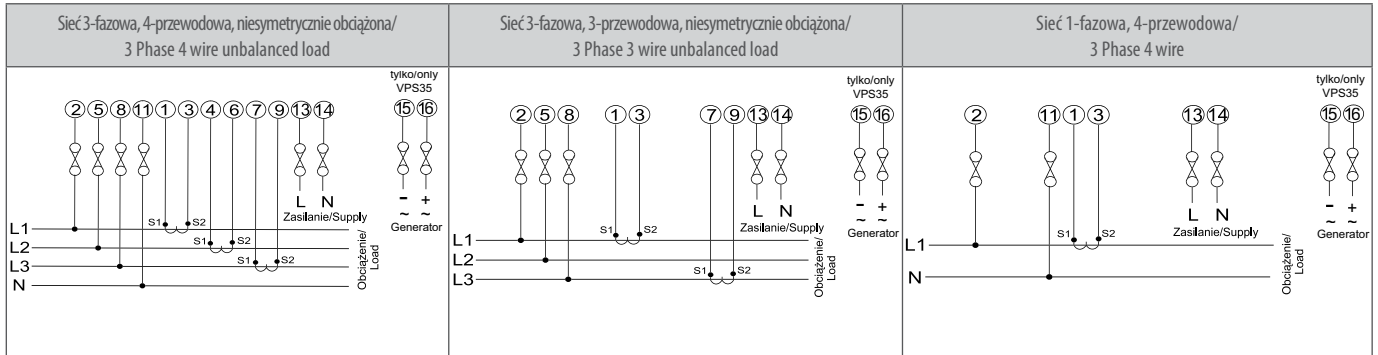 Sieć 3-fazowa, 4-przewodowa, niesymetrycznie obciążona/
3 Phase 4 wire unbalanced load
tylko/only
VPS35
2 5 8 11 1 3 4 6 7 9 13 14 15 16
L N - +
~ ~
Zasilanie/Supply
Generator
S1 S2
L1
S1 S2
L2
S1 S2
L3
N
Obciążenie/
Load
Sieć 3-fazowa, 3-przewodowa, niesymetrycznie obciążona/
3 Phase 3 wire unbalanced load
tylko/only
VPS35
2 5 8 1 3 7 9 13 14 15 16
L N - +
~ ~
Zasilanie/Supply
Generator
S1 S2
L1
L2
S1 S2
L3
Obciążenie/
Load
Sieć 1-fazowa, 4-przewodowa/
3 Phase 4 wire
tylko/only
VPS35
2 11 1 3 13 14 15 16
L N - +
~ ~
Zasilanie/Supply
Generator
S1 S2
L1
N
Obciążenie/
Load